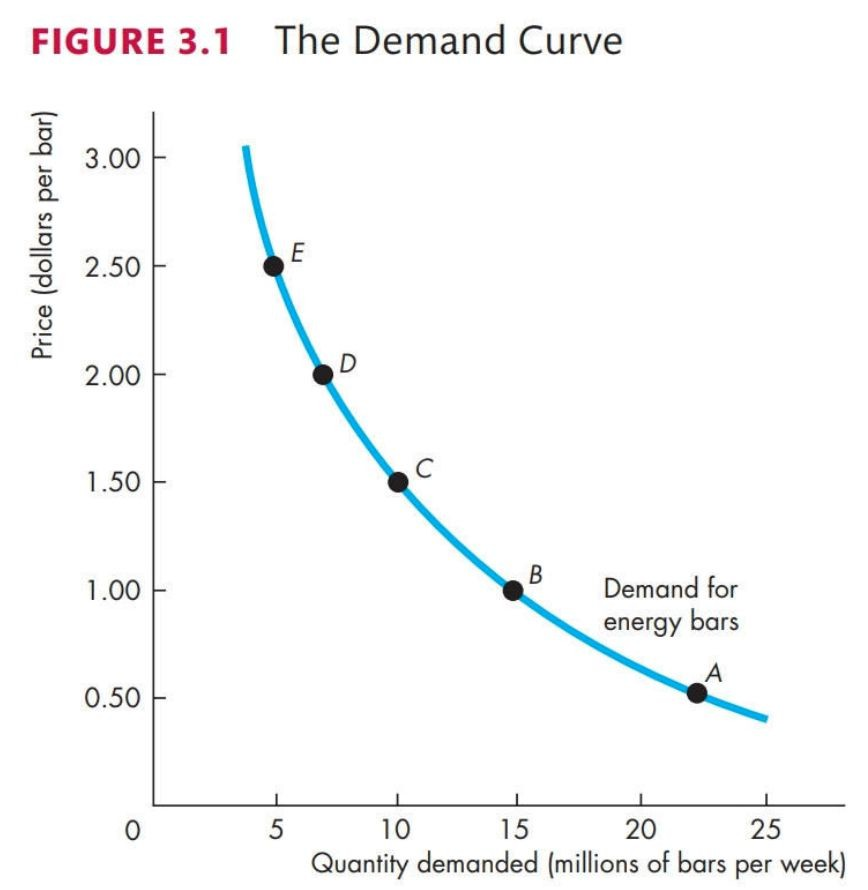 FIGURE 3.1 The Demand Curve
Price (dollars per bar)
3.00
2.50
2.00
1.50
1.00
0.50
E
D
C
B
A
Demand for
energy bars
0 5 10 15 20 25
Quantity demanded (millions of bars per week)